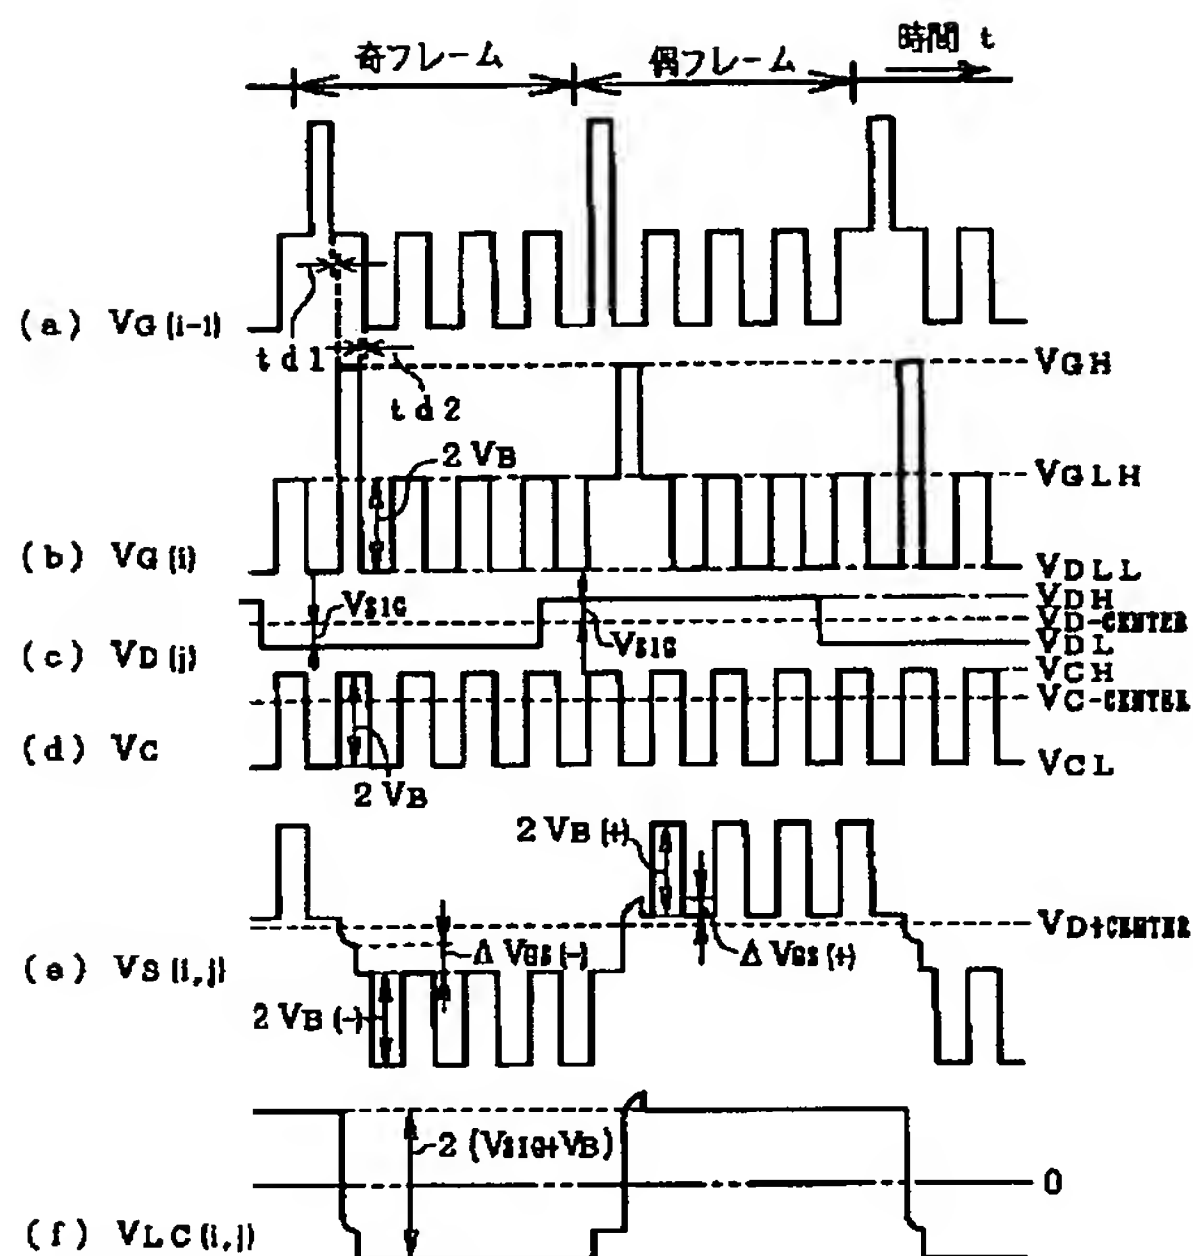 奇フレーム
偶フレーム
時間 t
(a) VG(i-1)
td1
td2
VGH
2VB
VGLH
(b) VG(i)
VDLL
VSIG
VDH
VD-CENTER
(c) VD(j)
VSIG
VDL
VCH
VC-CENTER
(d) VC
VCL
2VB
2VB(+)
VD+CENTER
ΔVGS(-)
ΔVGS(+)
(e) VS(i,j)
2VB(-)
2(VSIG+VB)
0
(f) VLC(i,j)